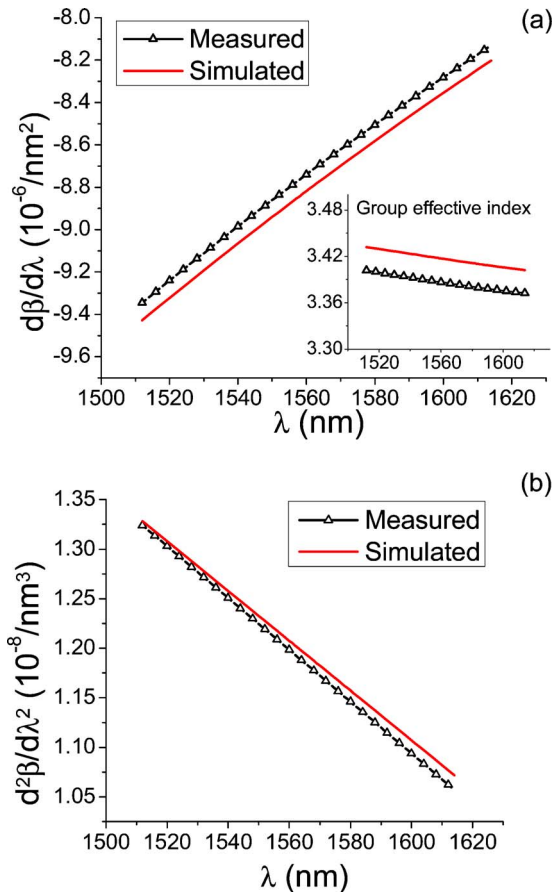 (a)
Measured
Simulated
dβ/dλ (10⁻⁶/nm²)
-8.0
-8.2
-8.4
-8.6
-8.8
-9.0
-9.2
-9.4
-9.6
Group effective index
3.48
3.42
3.36
3.30
1520 1560 1600
1500 1520 1540 1560 1580 1600 1620
λ (nm)
(b)
Measured
Simulated
d²β/dλ² (10⁻⁸/nm³)
1.35
1.30
1.25
1.20
1.15
1.10
1.05
1500 1520 1540 1560 1580 1600 1620
λ (nm)